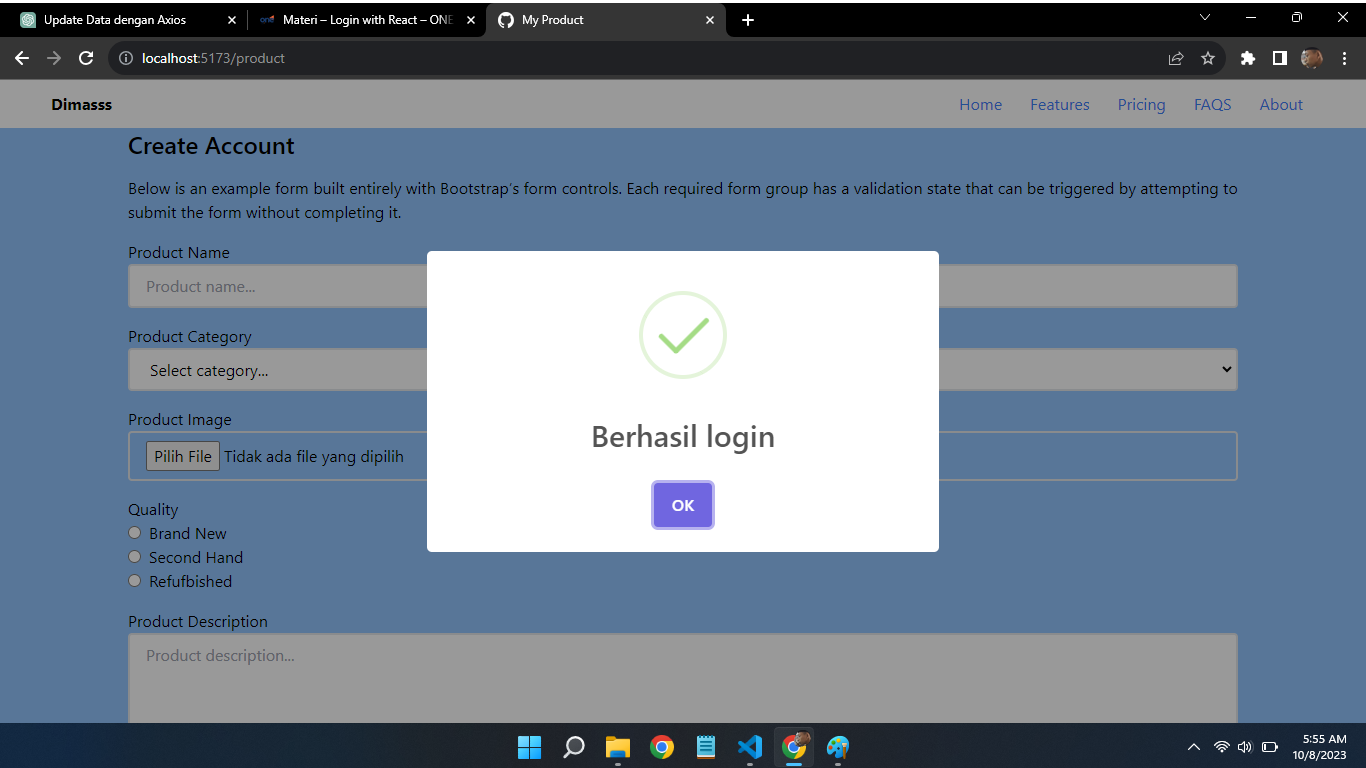 Update Data dengan Axios
Materi – Login with React – ONE
My Product
localhost:5173/product
Dimasss
Home
Features
Pricing
FAQS
About
Create Account
Below is an example form built entirely with Bootstrap's form controls. Each required form group has a validation state that can be triggered by attempting to
submit the form without completing it.
Product Name
Product name...
Product Category
Select category...
Product Image
Pilih File Tidak ada file yang dipilih
Berhasil login
OK
Quality
Brand New
Second Hand
Refufbished
Product Description
Product description...
5:55 AM
10/8/2023